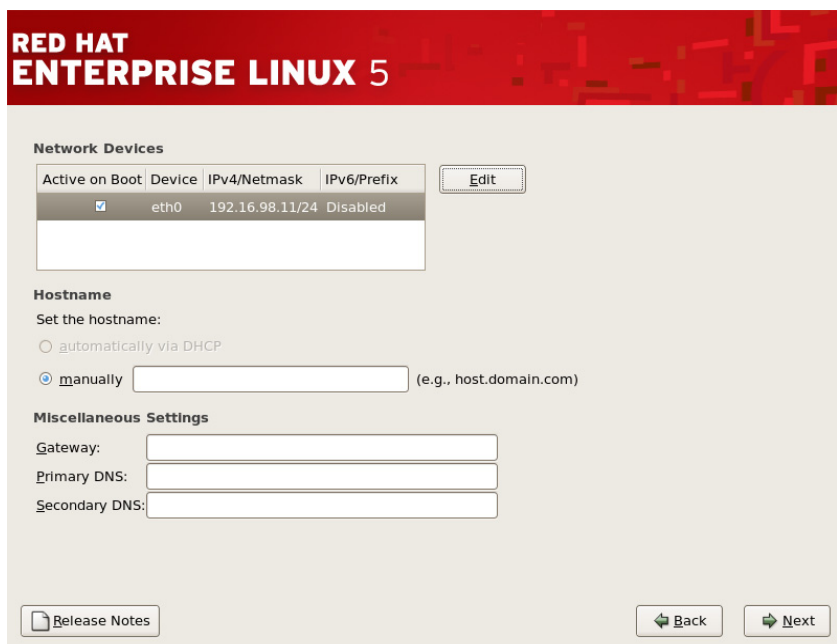 RED HAT
ENTERPRISE LINUX 5
Network Devices
Active on Boot Device IPv4/Netmask IPv6/Prefix
eth0 192.16.98.11/24 Disabled
Edit
Hostname
Set the hostname:
automatically via DHCP
manually (e.g., host.domain.com)
Miscellaneous Settings
Gateway:
Primary DNS:
Secondary DNS:
Release Notes Back Next